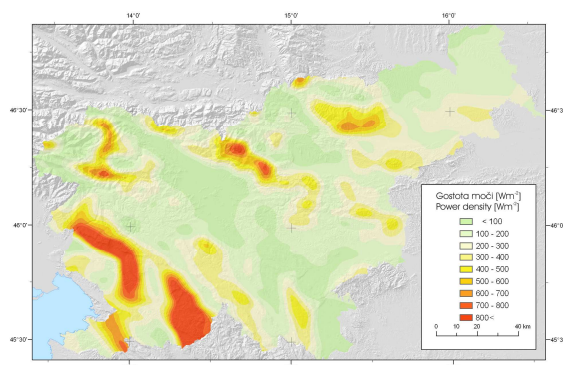 14°0' 15°0' 16°0'
46°30' 46°30'
46°0' 46°0'
45°30' 45°30'
Gostota moči [Wm⁻²]
Power density [Wm⁻²]
< 100
100 - 200
200 - 300
300 - 400
400 - 500
500 - 600
600 - 700
700 - 800
800<
0 10 20 40 km